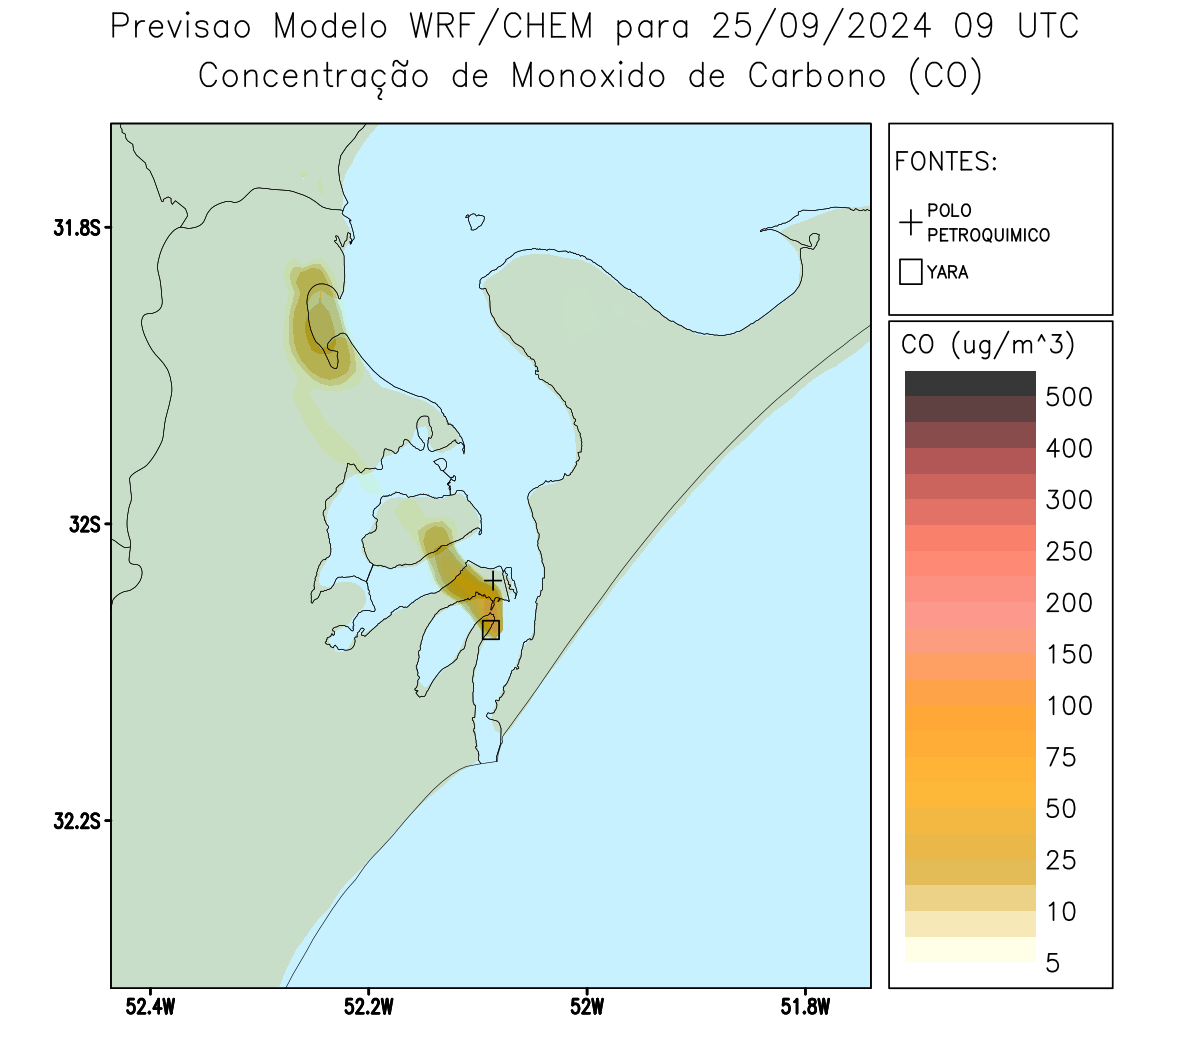 Previsao Modelo WRF/CHEM para 25/09/2024 09 UTC
Concentração de Monoxido de Carbono (CO)
FONTES:
POLO
PETROQUIMICO
YARA
31.8S
32S
32.2S
52.4W
52.2W
52W
51.8W
CO (ug/m^3)
500
400
300
250
200
150
100
75
50
25
10
5